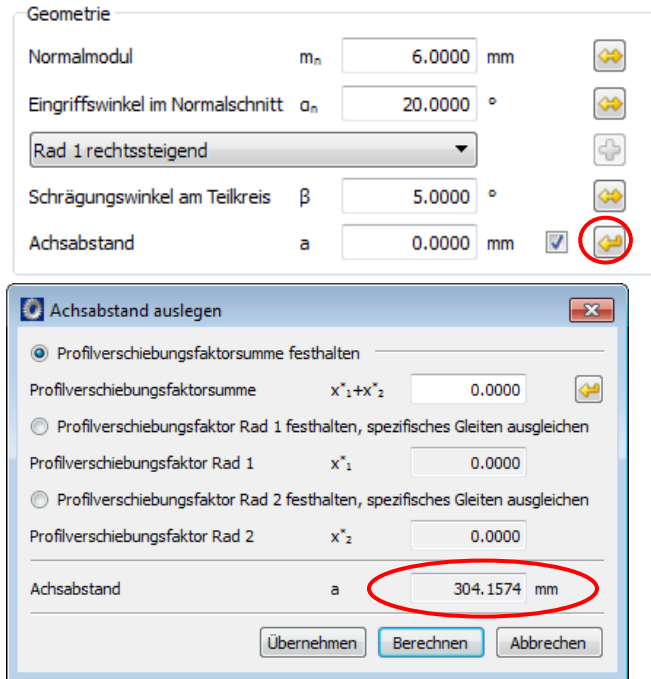 Geometrie
Normalmodul mₙ 6.0000 mm
Eingriffswinkel im Normalschnitt αₙ 20.0000 °
Rad 1 rechtssteigend
Schrägungswinkel am Teilkreis β 5.0000 °
Achsabstand a 0.0000 mm
Achsabstand auslegen
Profilverschiebungsfaktorsumme festhalten
Profilverschiebungsfaktorsumme x*₁+x*₂ 0.0000
Profilverschiebungsfaktor Rad 1 festhalten, spezifisches Gleiten ausgleichen
Profilverschiebungsfaktor Rad 1 x*₁ 0.0000
Profilverschiebungsfaktor Rad 2 festhalten, spezifisches Gleiten ausgleichen
Profilverschiebungsfaktor Rad 2 x*₂ 0.0000
Achsabstand a 304.1574 mm
Übernehmen Berechnen Abbrechen